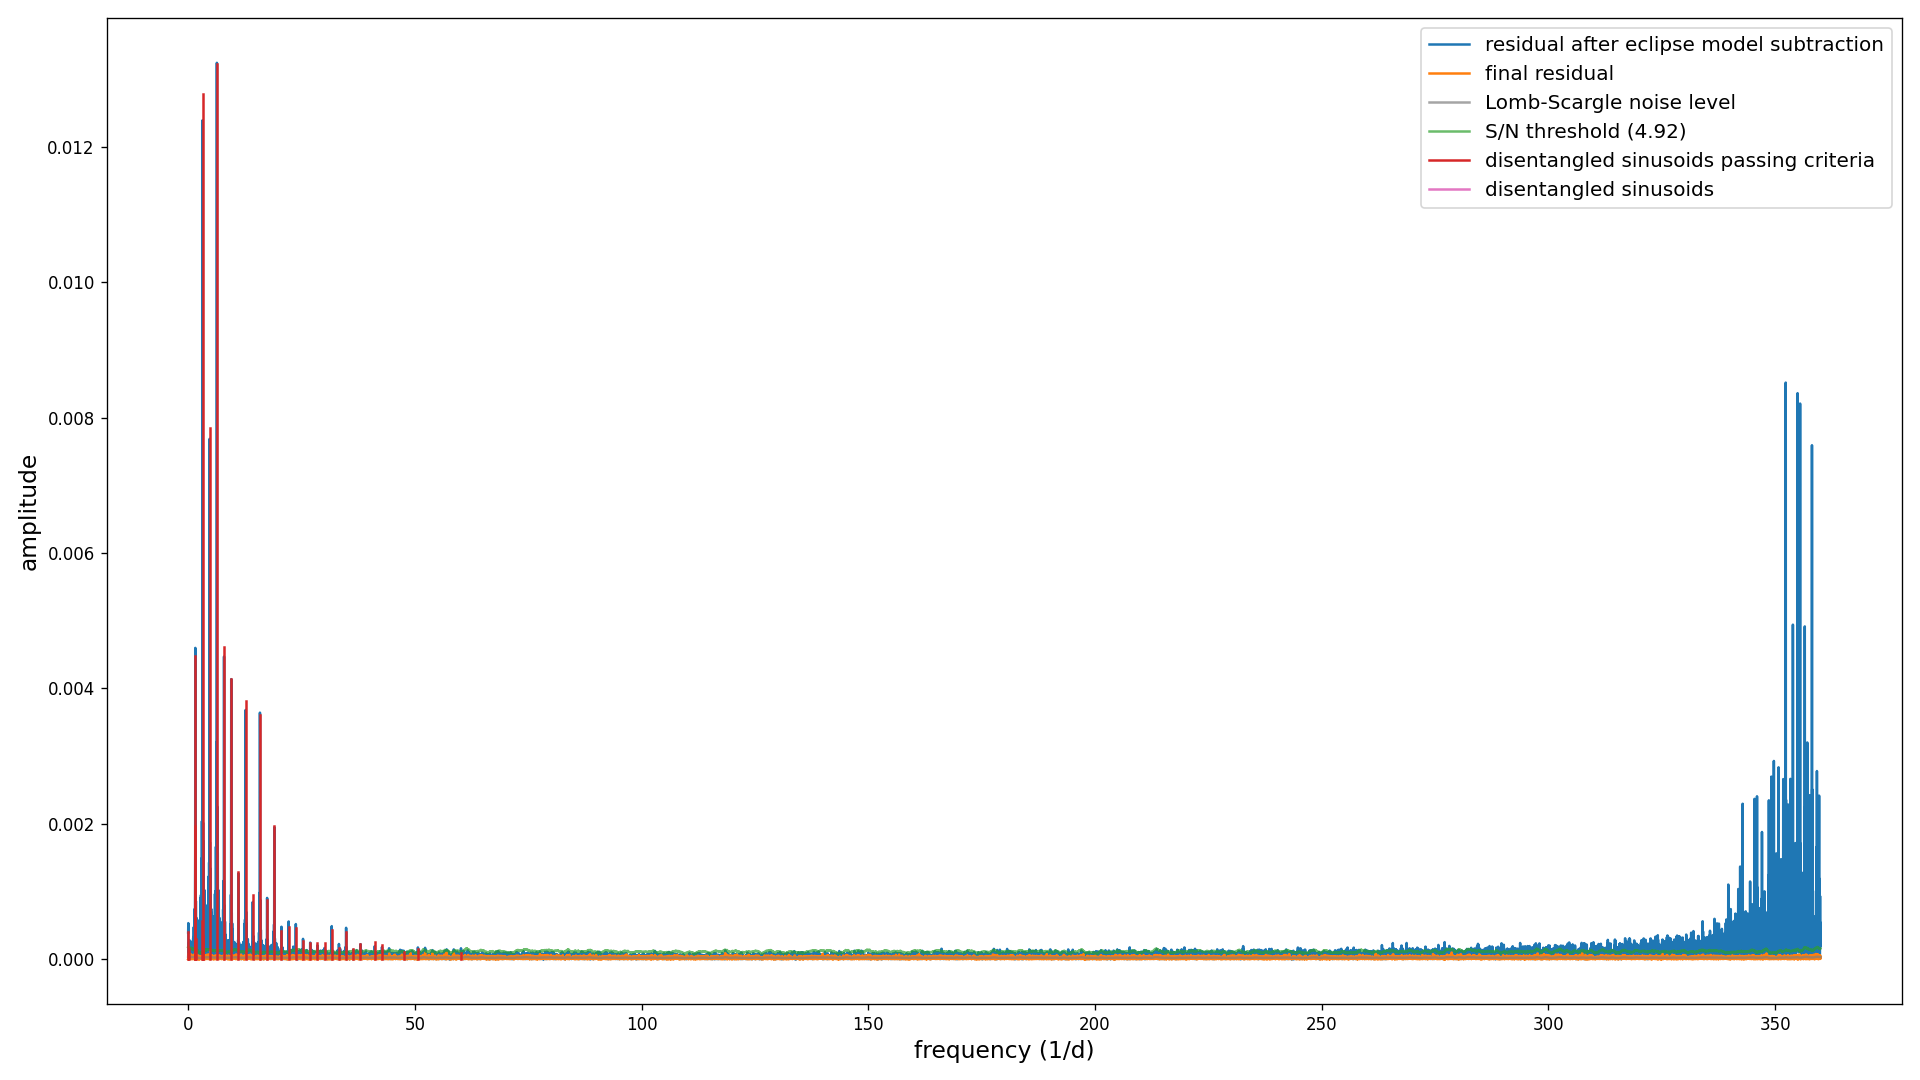 residual after eclipse model subtraction
final residual
Lomb-Scargle noise level
S/N threshold (4.92)
disentangled sinusoids passing criteria
disentangled sinusoids
amplitude
0.012
0.010
0.008
0.006
0.004
0.002
0.000
0 50 100 150 200 250 300 350
frequency (1/d)